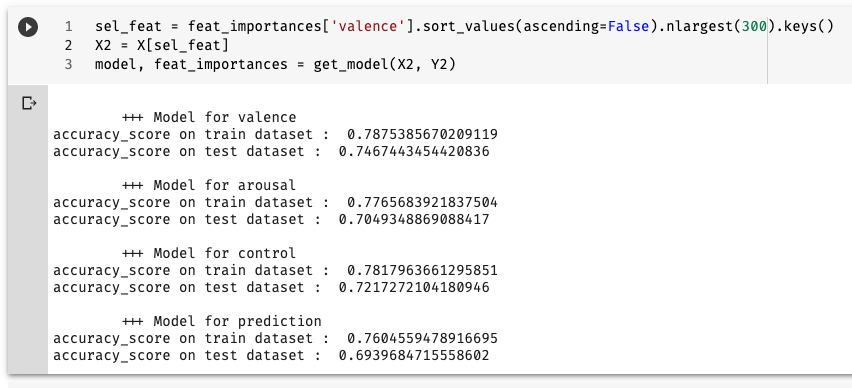 1 sel_feat = feat_importances['valence'].sort_values(ascending=False).nlargest(300).keys()
2 X2 = X[sel_feat]
3 model, feat_importances = get_model(X2, Y2)
+++ Model for valence
accuracy_score on train dataset :  0.7875385670209119
accuracy_score on test dataset :  0.7467443454420836
+++ Model for arousal
accuracy_score on train dataset :  0.7765683921837504
accuracy_score on test dataset :  0.7049348869088417
+++ Model for control
accuracy_score on train dataset :  0.7817963661295851
accuracy_score on test dataset :  0.7217272104180946
+++ Model for prediction
accuracy_score on train dataset :  0.7604559478916695
accuracy_score on test dataset :  0.6939684715558602